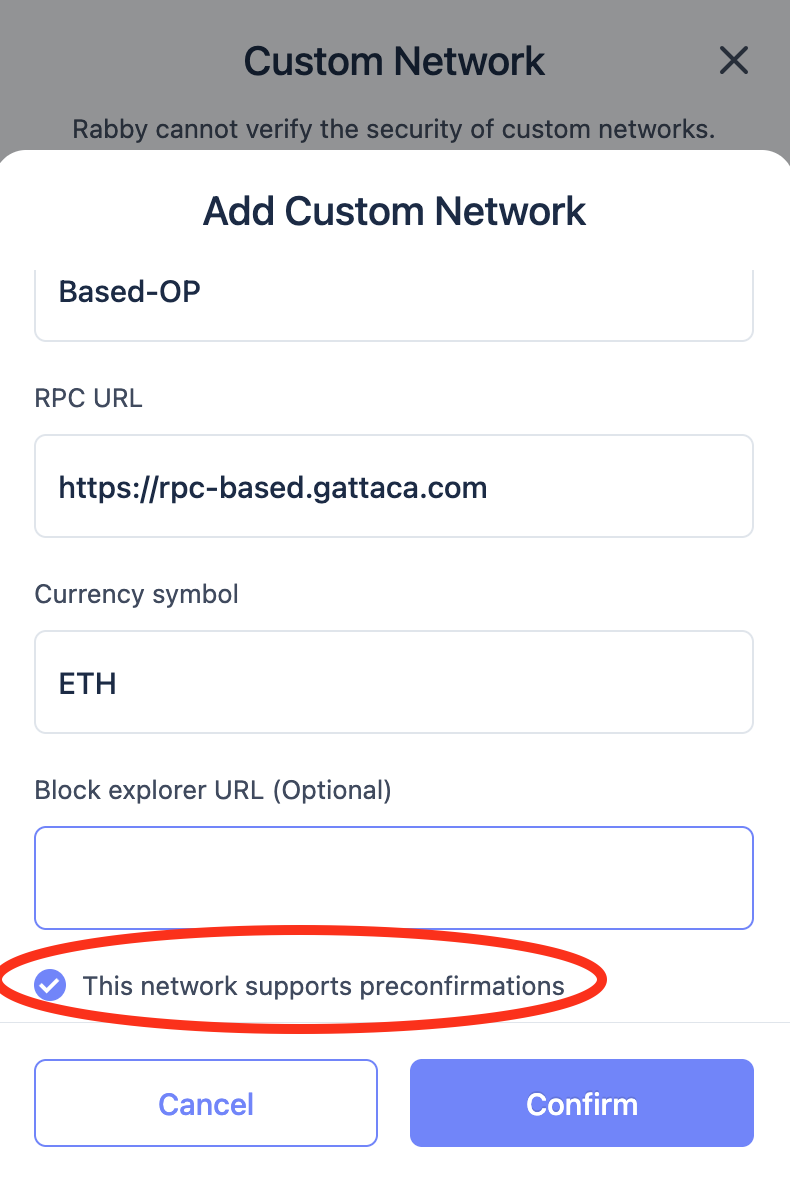 Custom Network
Rabby cannot verify the security of custom networks.
Add Custom Network
Based-OP
RPC URL
https://rpc-based.gattaca.com
Currency symbol
ETH
Block explorer URL (Optional)
This network supports preconfirmations
Cancel
Confirm